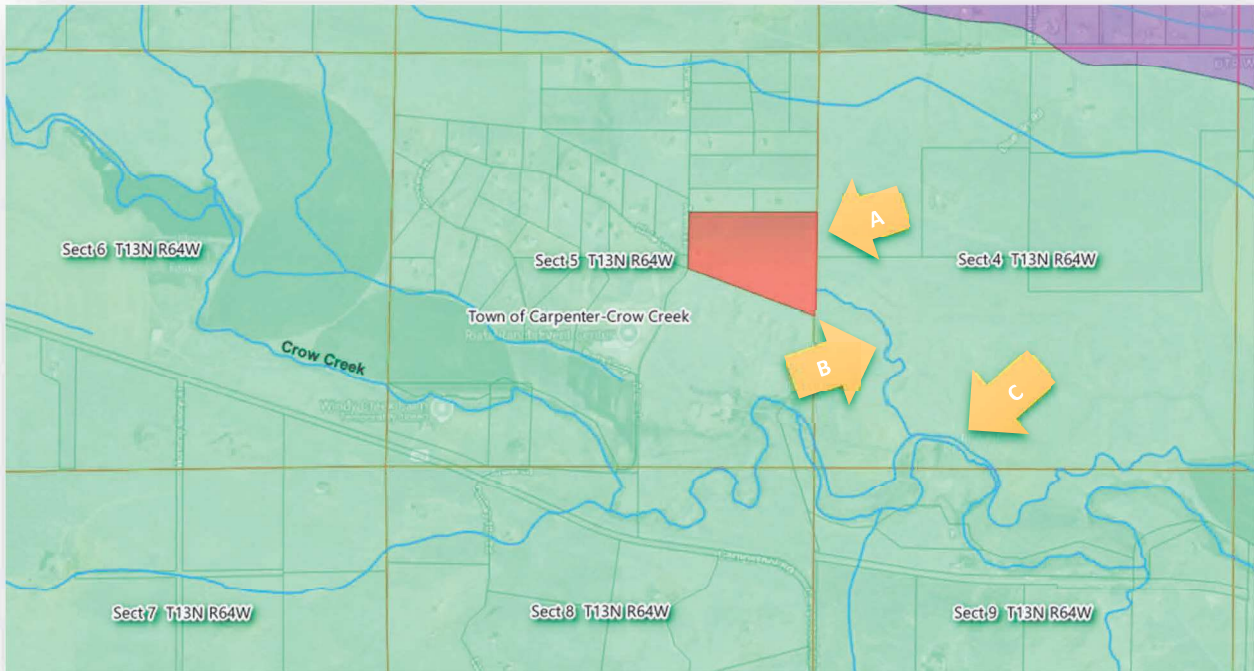 A
Sect 6 T13N R64W
Sect 5 T13N R64W
Sect 4 T13N R64W
Town of Carpenter-Crow Creek
Crow Creek
B
C
Sect 7 T13N R64W
Sect 8 T13N R64W
Sect 9 T13N R64W